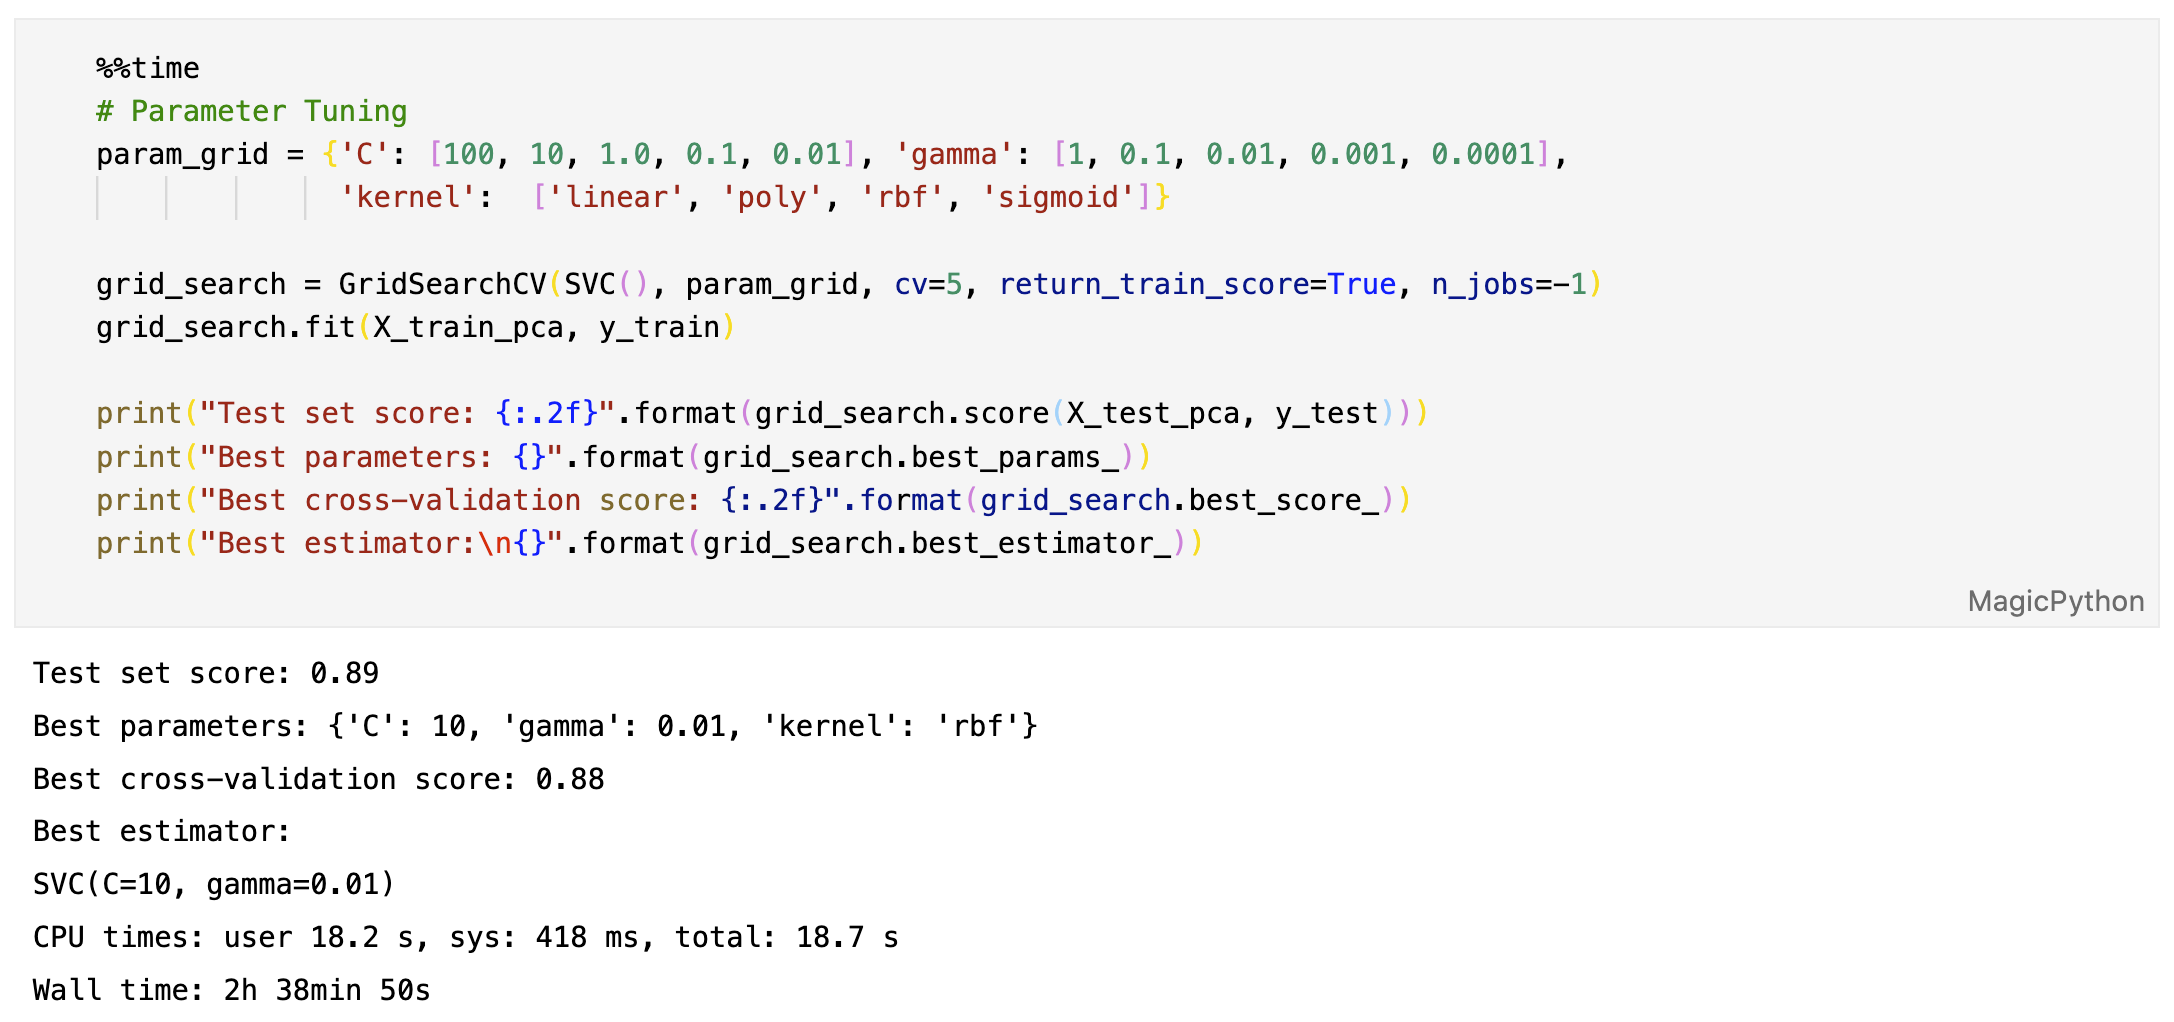 %%time
# Parameter Tuning
param_grid = {'C': [100, 10, 1.0, 0.1, 0.01], 'gamma': [1, 0.1, 0.01, 0.001, 0.0001],
'kernel':  ['linear', 'poly', 'rbf', 'sigmoid']}
grid_search = GridSearchCV(SVC(), param_grid, cv=5, return_train_score=True, n_jobs=-1)
grid_search.fit(X_train_pca, y_train)
print("Test set score: {:.2f}".format(grid_search.score(X_test_pca, y_test)))
print("Best parameters: {}".format(grid_search.best_params_))
print("Best cross-validation score: {:.2f}".format(grid_search.best_score_))
print("Best estimator:\n{}".format(grid_search.best_estimator_))
MagicPython
Test set score: 0.89
Best parameters: {'C': 10, 'gamma': 0.01, 'kernel': 'rbf'}
Best cross-validation score: 0.88
Best estimator:
SVC(C=10, gamma=0.01)
CPU times: user 18.2 s, sys: 418 ms, total: 18.7 s
Wall time: 2h 38min 50s